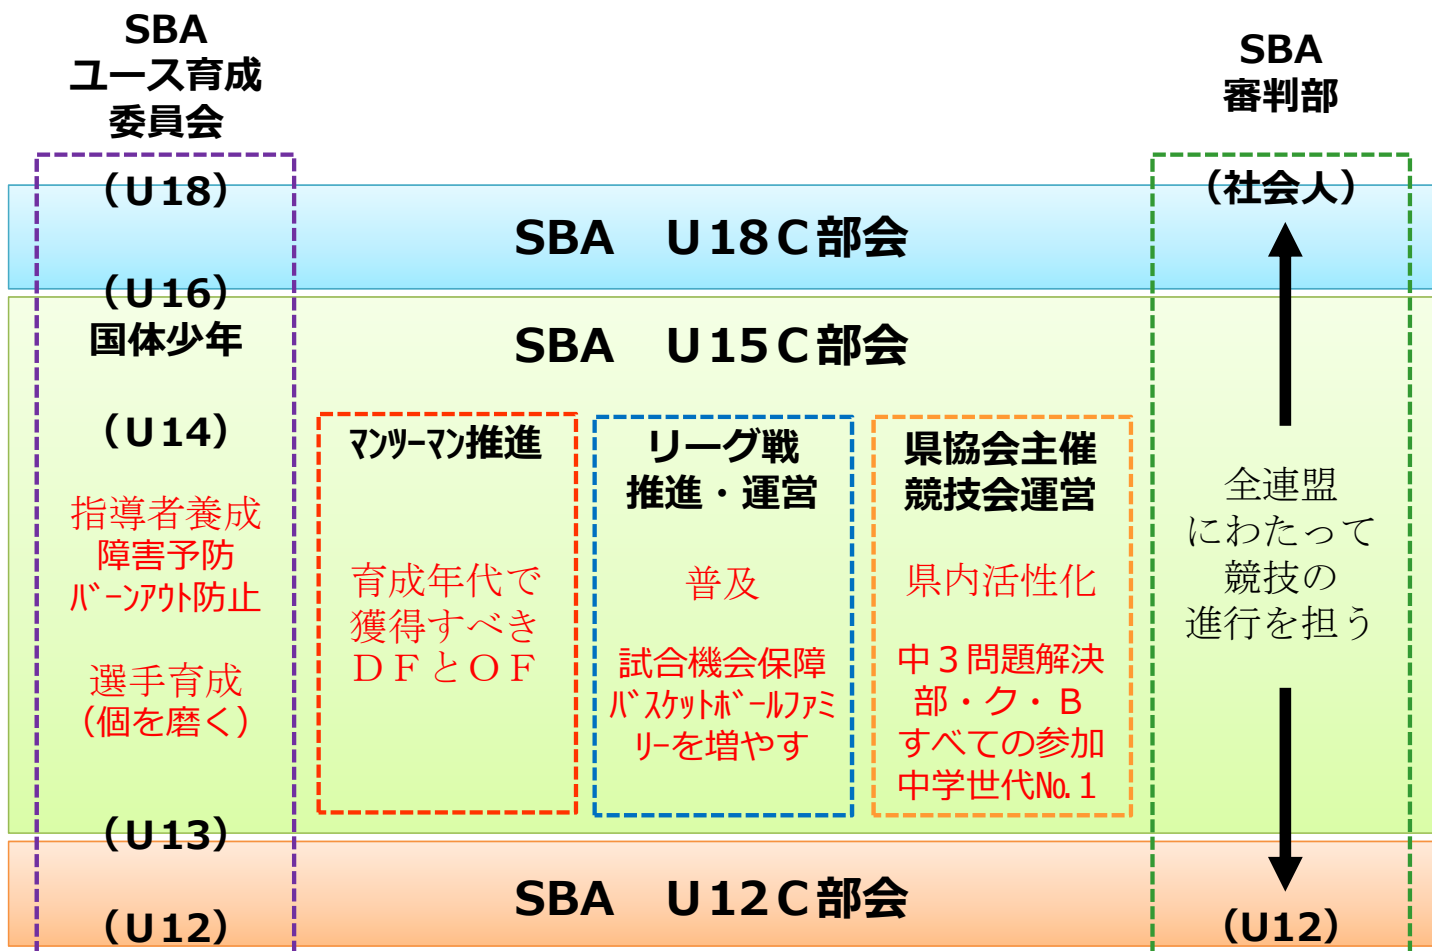 SBA
ユース育成
委員会
SBA
審判部
（Ｕ18）
（社会人）
SBA　Ｕ18Ｃ部会
（Ｕ16）
国体少年
SBA　Ｕ15Ｃ部会
（Ｕ14）
指導者養成
障害予防
ﾊﾞｰﾝｱｳﾄ防止
選手育成
（個を磨く）
ﾏﾝﾂｰﾏﾝ推進
育成年代で
獲得すべき
ＤＦとＯＦ
リーグ戦
推進・運営
普及
試合機会保障
ﾊﾞｽｹｯﾄﾎﾞｰﾙﾌｧﾐ
ﾘｰを増やす
県協会主催
競技会運営
県内活性化
中３問題解決
部・ク・Ｂ
すべての参加
中学世代№１
全連盟
にわたって
競技の
進行を担う
（Ｕ13）
SBA　Ｕ12Ｃ部会
（Ｕ12）
（Ｕ12）